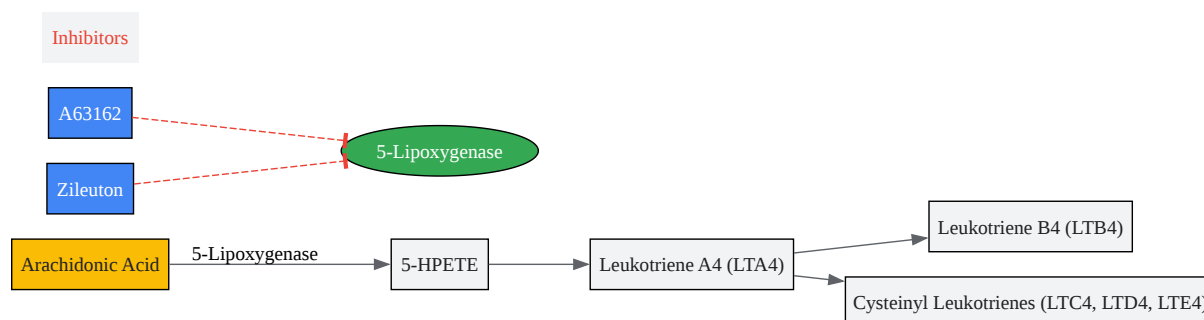 Inhibitors
A63162
5-Lipoxygenase
Zileuton
Arachidonic Acid
5-Lipoxygenase
5-HPETE
Leukotriene A4 (LTA4)
Leukotriene B4 (LTB4)
Cysteinyl Leukotrienes (LTC4, LTD4, LTE4)